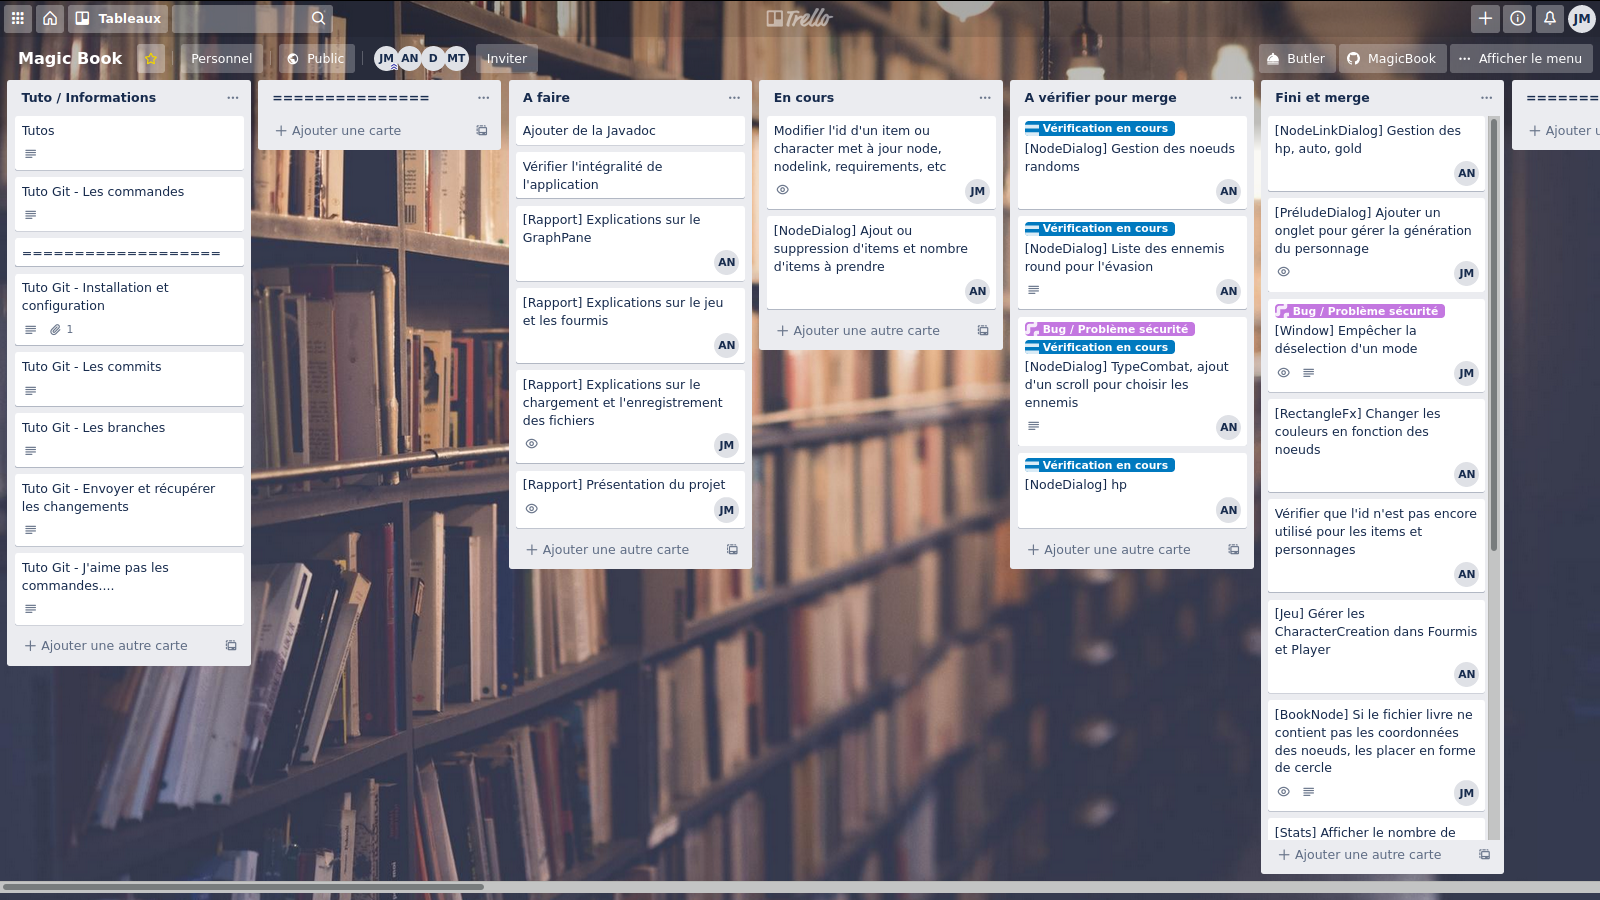 Tableaux
Trello
JM
Magic Book
Personnel
Public
JM AN D MT
Inviter
Butler
MagicBook
Afficher le menu
Tuto / Informations
Tutos
Tuto Git - Les commandes
===================
Tuto Git - Installation et
configuration
1
Tuto Git - Les commits
Tuto Git - Les branches
Tuto Git - Envoyer et récupérer
les changements
Tuto Git - J'aime pas les
commandes....
Ajouter une autre carte
===============
Ajouter une carte
A faire
Ajouter de la Javadoc
Vérifier l'intégralité de
l'application
[Rapport] Explications sur le
GraphPane
AN
[Rapport] Explications sur le jeu
et les fourmis
AN
[Rapport] Explications sur le
chargement et l'enregistrement
des fichiers
JM
[Rapport] Présentation du projet
JM
Ajouter une autre carte
En cours
Modifier l'id d'un item ou
character met à jour node,
nodelink, requirements, etc
JM
[NodeDialog] Ajout ou
suppression d'items et nombre
d'items à prendre
AN
Ajouter une autre carte
A vérifier pour merge
Vérification en cours
[NodeDialog] Gestion des noeuds
randoms
AN
Vérification en cours
[NodeDialog] Liste des ennemis
round pour l'évasion
AN
Bug / Problème sécurité
Vérification en cours
[NodeDialog] TypeCombat, ajout
d'un scroll pour choisir les
ennemis
AN
Vérification en cours
[NodeDialog] hp
AN
Ajouter une autre carte
Fini et merge
[NodeLinkDialog] Gestion des
hp, auto, gold
AN
[PréludeDialog] Ajouter un
onglet pour gérer la génération
du personnage
JM
Bug / Problème sécurité
[Window] Empêcher la
déselection d'un mode
JM
[RectangleFx] Changer les
couleurs en fonction des
noeuds
AN
Vérifier que l'id n'est pas encore
utilisé pour les items et
personnages
AN
[Jeu] Gérer les
CharacterCreation dans Fourmis
et Player
AN
[BookNode] Si le fichier livre ne
contient pas les coordonnées
des noeuds, les placer en forme
de cercle
JM
[Stats] Afficher le nombre de
Ajouter une autre carte
=======
Ajouter u